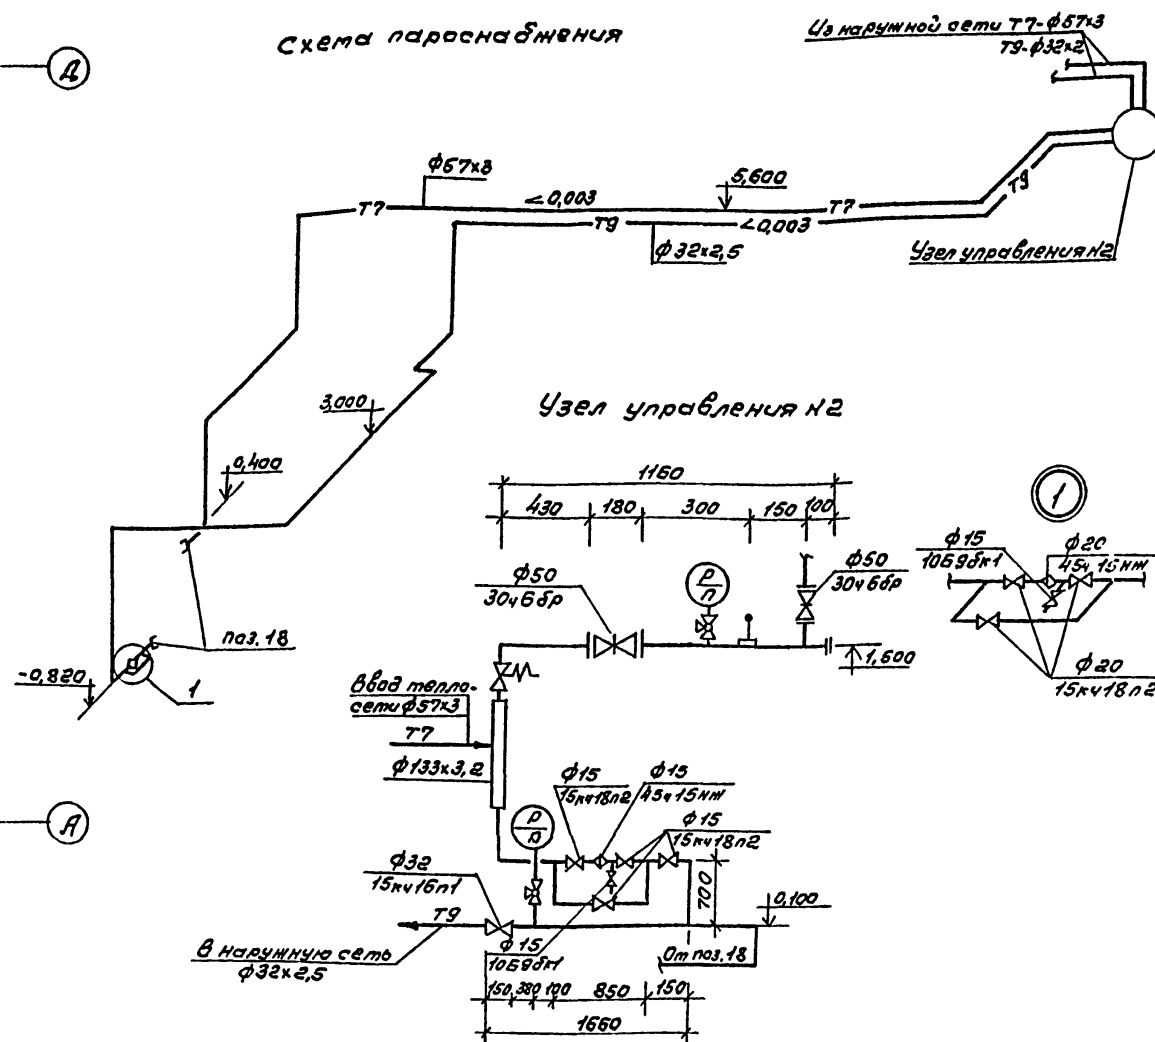 Схема пароснабжения
Из наружной сети Т7-ф57х3
Т9-ф32х2
Д
ф57х3
5,600
<0,003
Т7
Т7
Т9
Т9
<0,003
ф32х2,5
Узел управления N2
3,000
0,400
Узел управления N2
1160
430
180
300
150
100
1
ф15
10Б9бк1
ф20
45ч15нж
ф50
30ч6бр
Р
П
ф50
30ч6бр
поз.18
-0,820
1
1,600
ф20
15кч18п2
Ввод тепло-
сети ф57х3
Т7
ф133х3,2
ф15
15кч18п2
ф15
45ч15нж
А
Р
П
ф15
15кч18п2
ф32
15кч16п1
700
0,100
Т9
В наружную сеть
ф32х2,5
ф15
10Б9бк1
От поз.18
150
380
100
850
150
1660